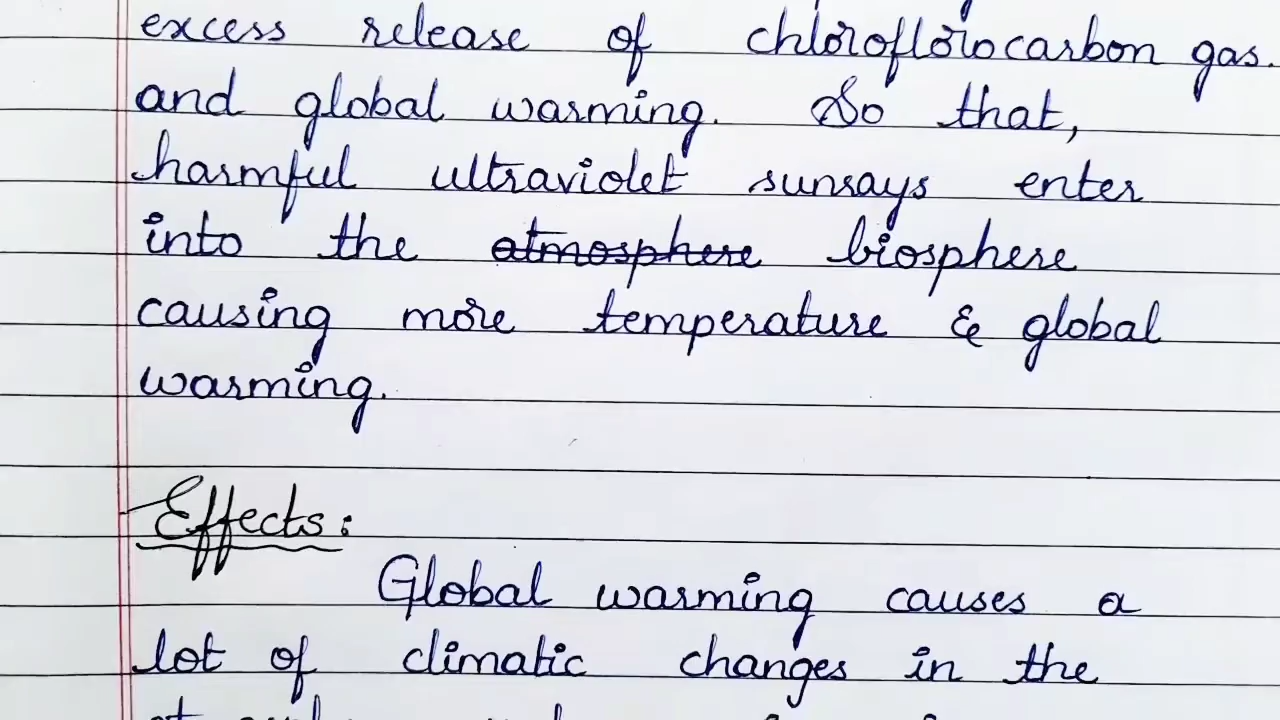 excess release of chloroflorocarbon gas.
and global warming. So that,
harmful ultraviolet sunrays enter
into the atmosphere biosphere
causing more temperature & global
warming.
Effects:
Global warming causes a
lot of climatic changes in the